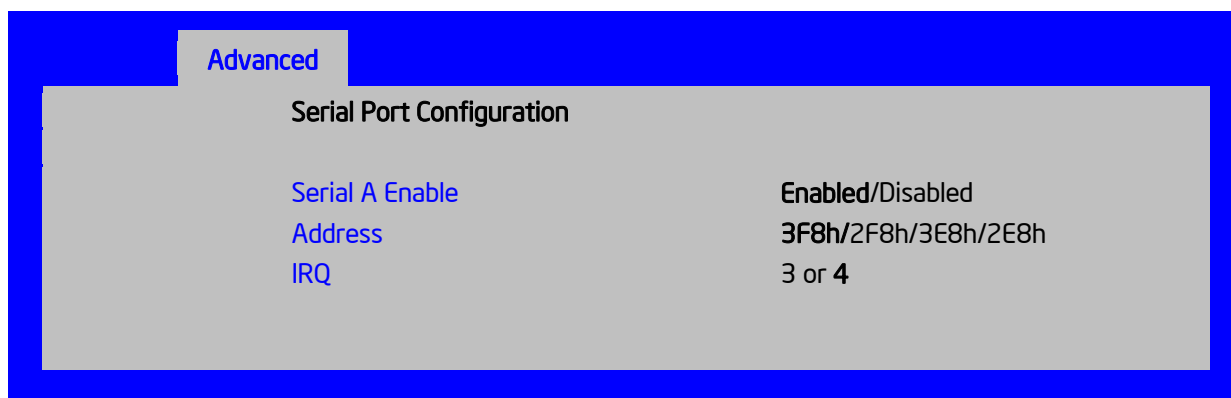 Advanced
Serial Port Configuration
Serial A Enable Enabled/Disabled
Address 3F8h/2F8h/3E8h/2E8h
IRQ 3 or 4